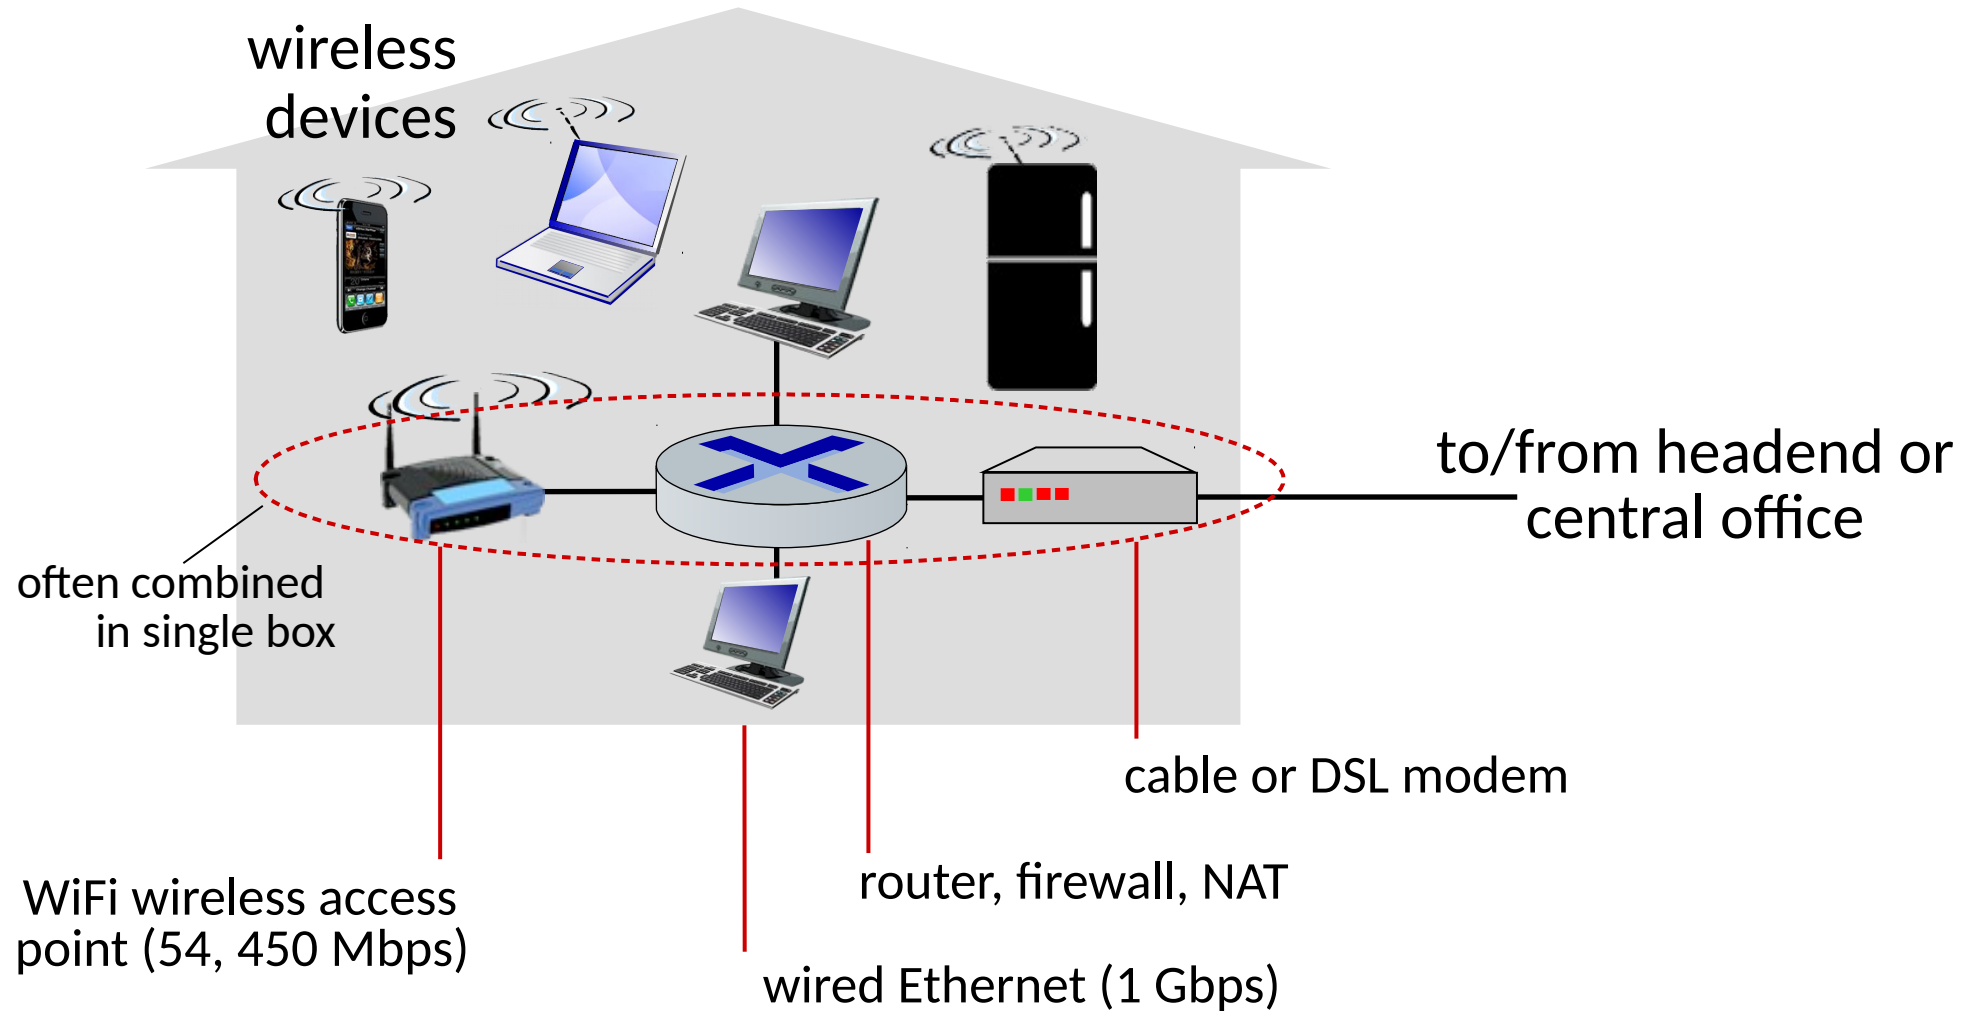 wireless
devices
to/from headend or
central office
often combined
in single box
cable or DSL modem
router, firewall, NAT
WiFi wireless access
point (54, 450 Mbps)
wired Ethernet (1 Gbps)